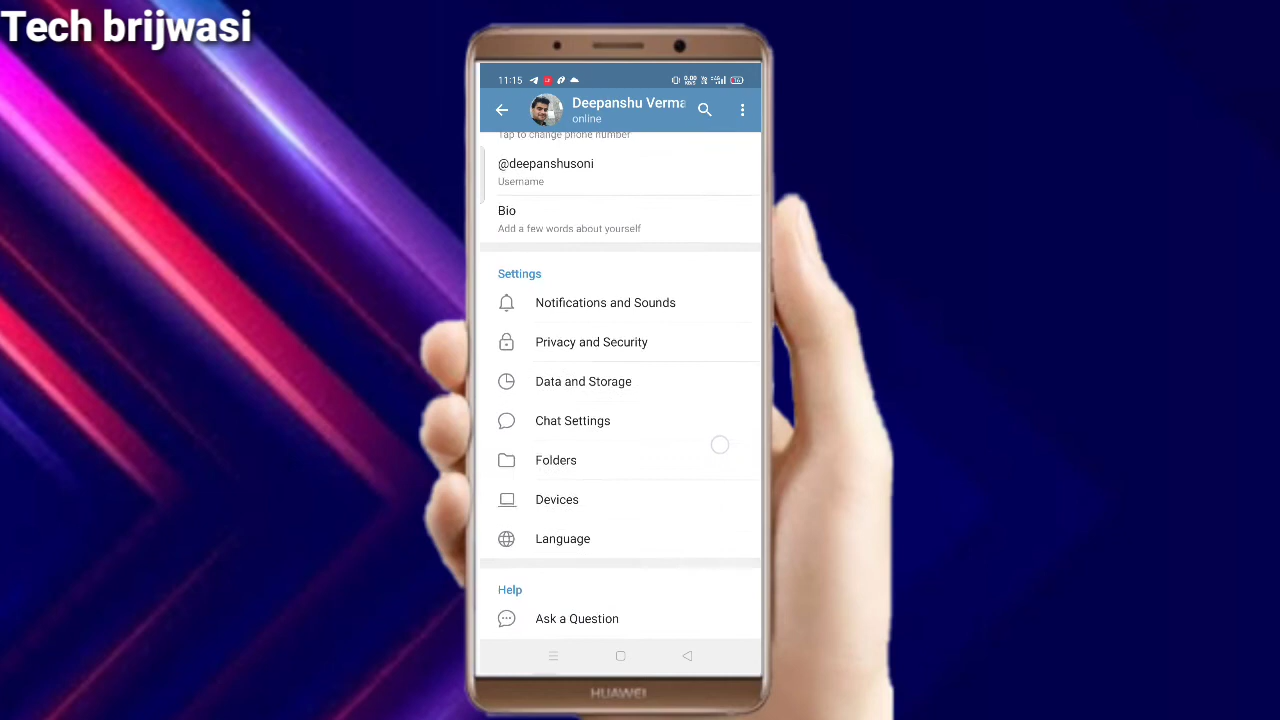 Tech brijwasi
11:15
Deepanshu Verma
online
Tap to change phone number
@deepanshusoni
Username
Bio
Add a few words about yourself
Settings
Notifications and Sounds
Privacy and Security
Data and Storage
Chat Settings
Folders
Devices
Language
Help
Ask a Question
HUAWEI